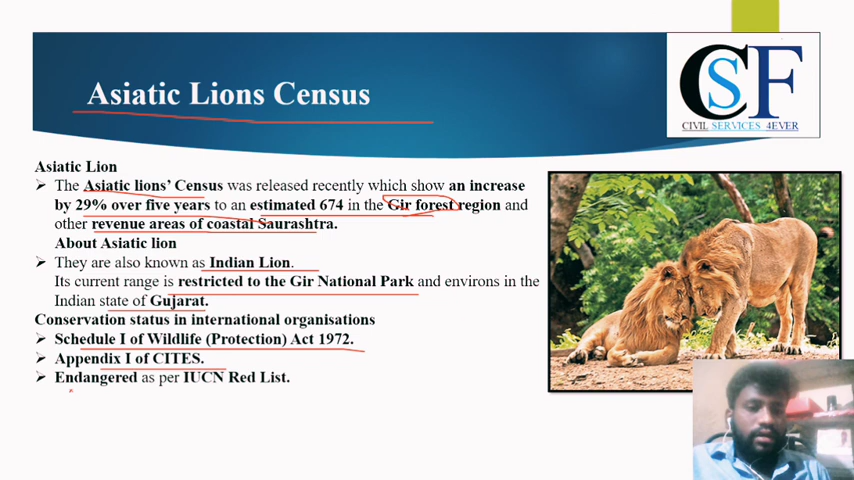 Asiatic Lions Census
CSF
CIVIL SERVICES 4EVER
Asiatic Lion
The Asiatic lions' Census was released recently which show an increase
by 29% over five years to an estimated 674 in the Gir forest region and
other revenue areas of coastal Saurashtra.
About Asiatic lion
They are also known as Indian Lion.
Its current range is restricted to the Gir National Park and environs in the
Indian state of Gujarat.
Conservation status in international organisations
Schedule I of Wildlife (Protection) Act 1972.
Appendix I of CITES.
Endangered as per IUCN Red List.